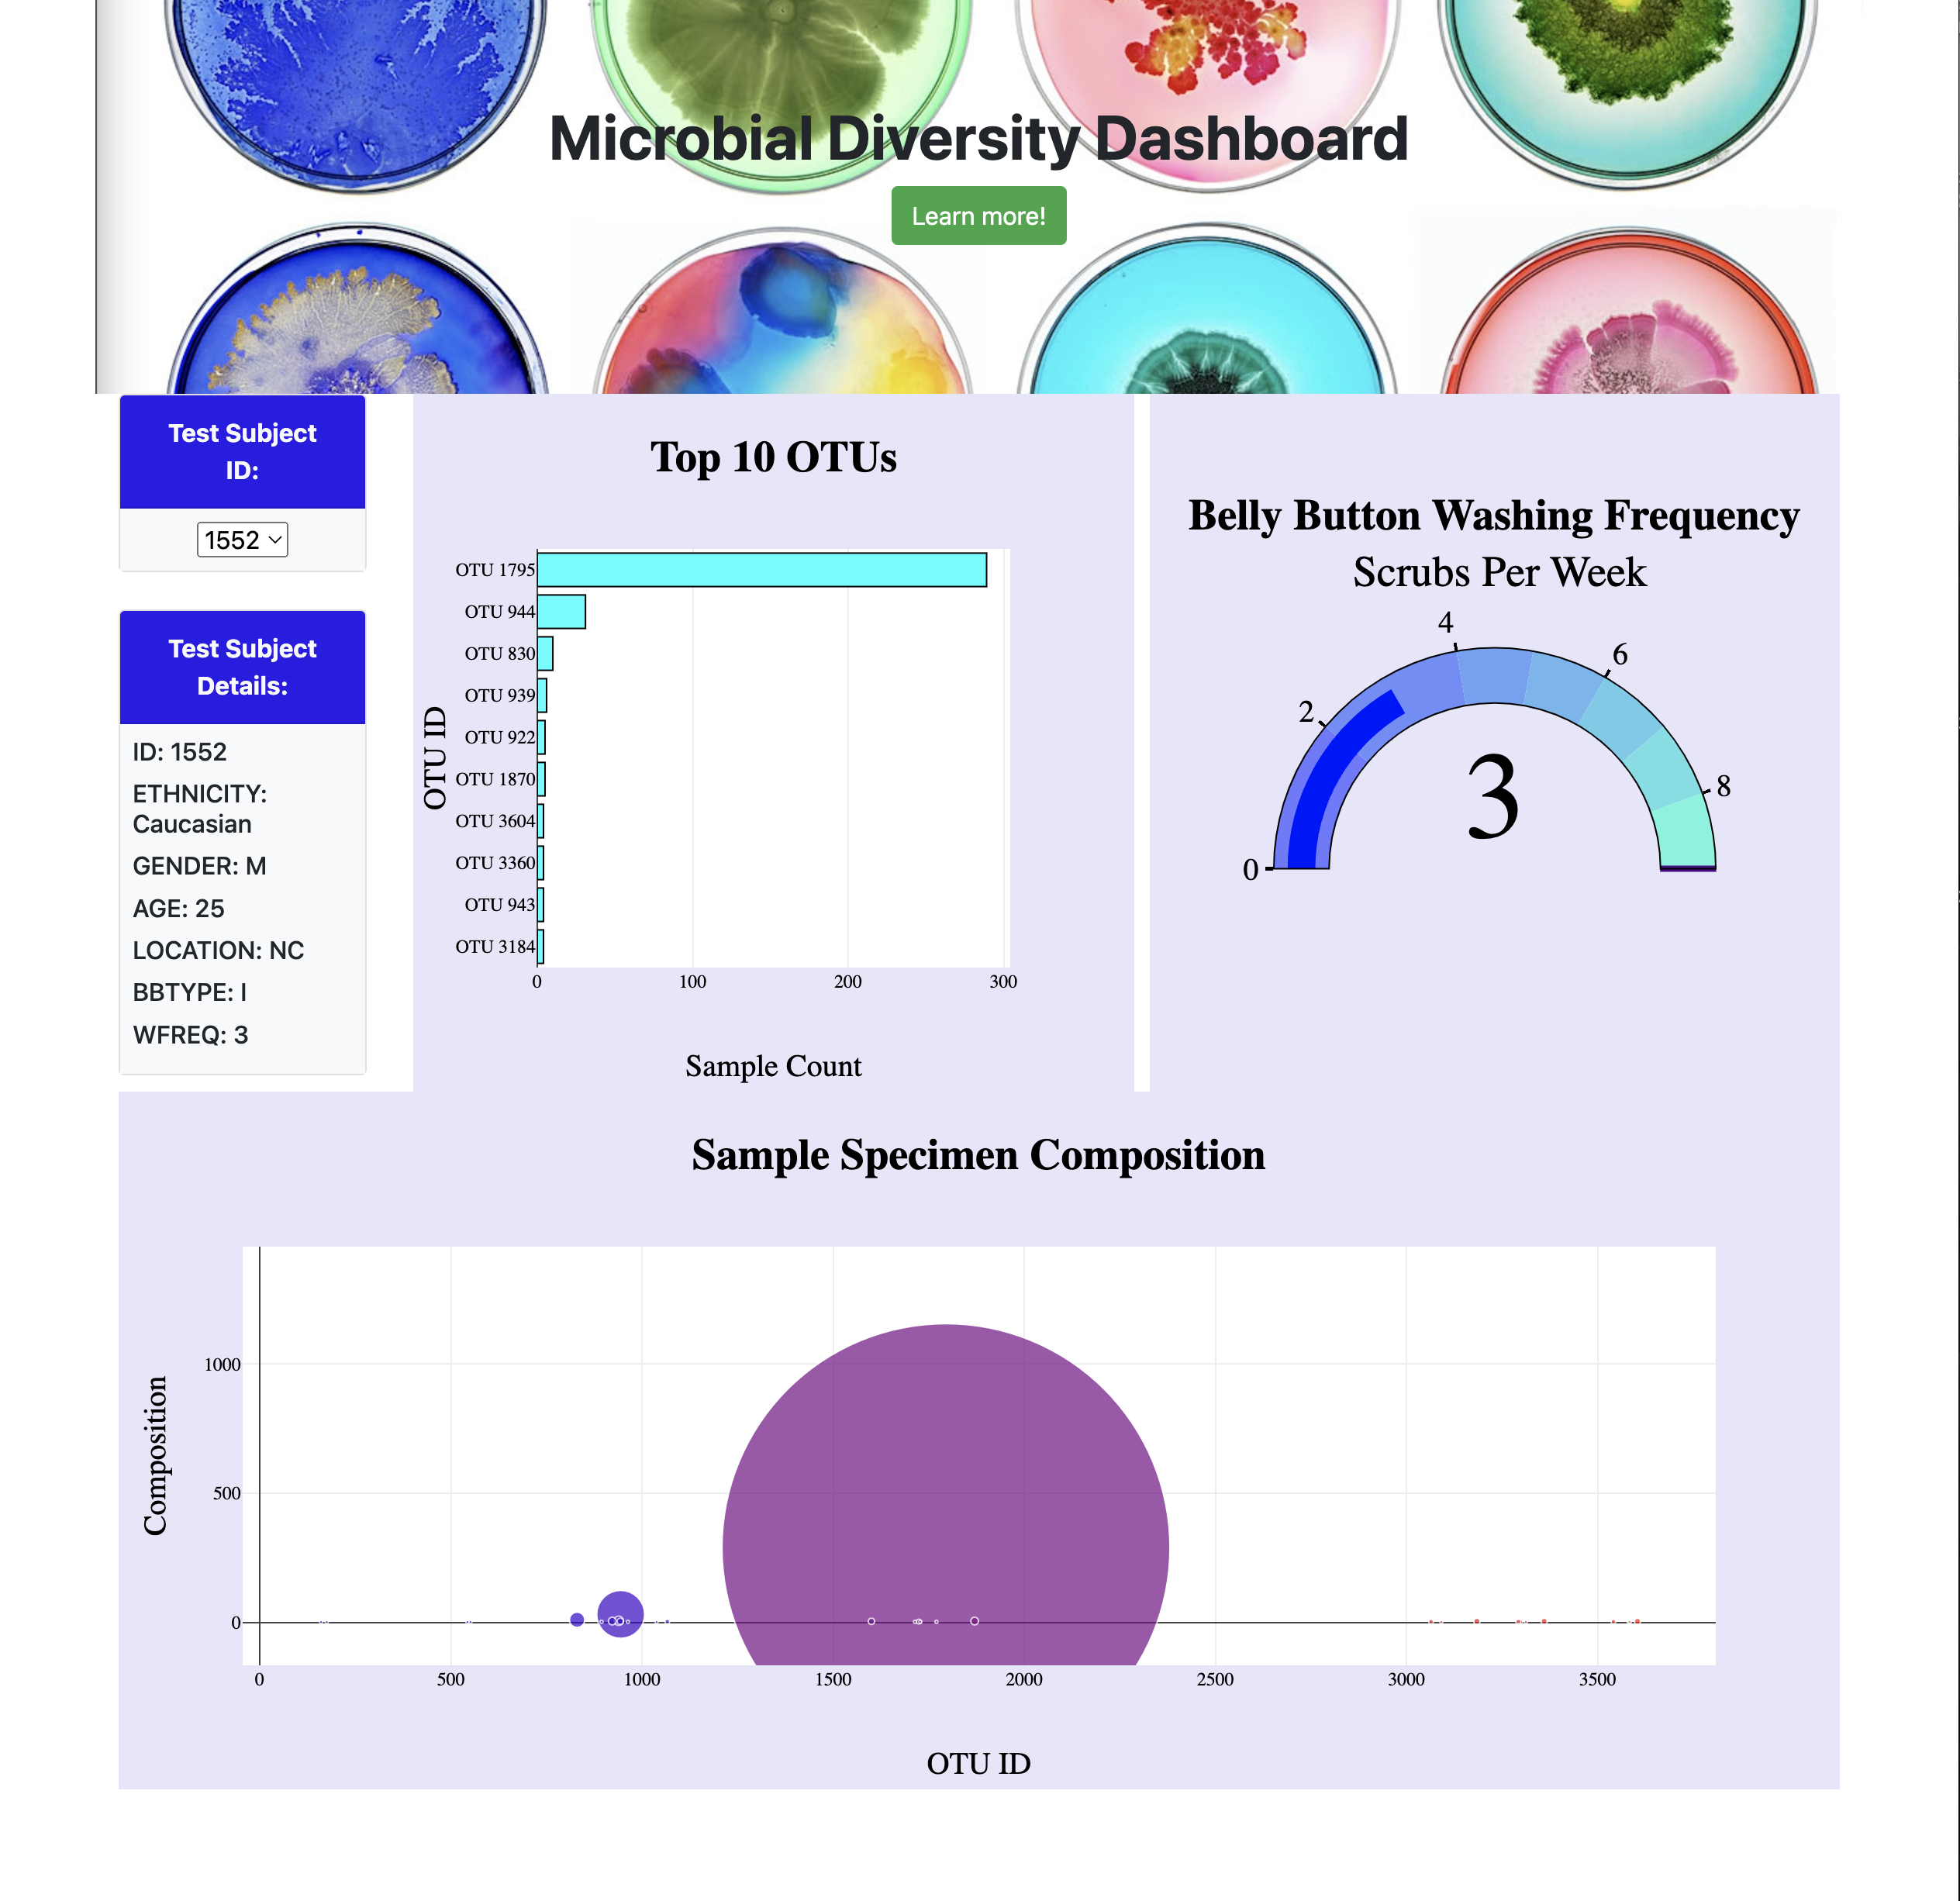 Microbial Diversity Dashboard
Learn more!
Test Subject
ID:
1552
Test Subject
Details:
ID: 1552
ETHNICITY:
Caucasian
GENDER: M
AGE: 25
LOCATION: NC
BBTYPE: I
WFREQ: 3
Top 10 OTUs
OTU ID
OTU 1795
OTU 944
OTU 830
OTU 939
OTU 922
OTU 1870
OTU 3604
OTU 3360
OTU 943
OTU 3184
0 100 200 300
Sample Count
Belly Button Washing Frequency
Scrubs Per Week
0
2
4
6
8
3
Sample Specimen Composition
Composition
1000
500
0
0 500 1000 1500 2000 2500 3000 3500
OTU ID